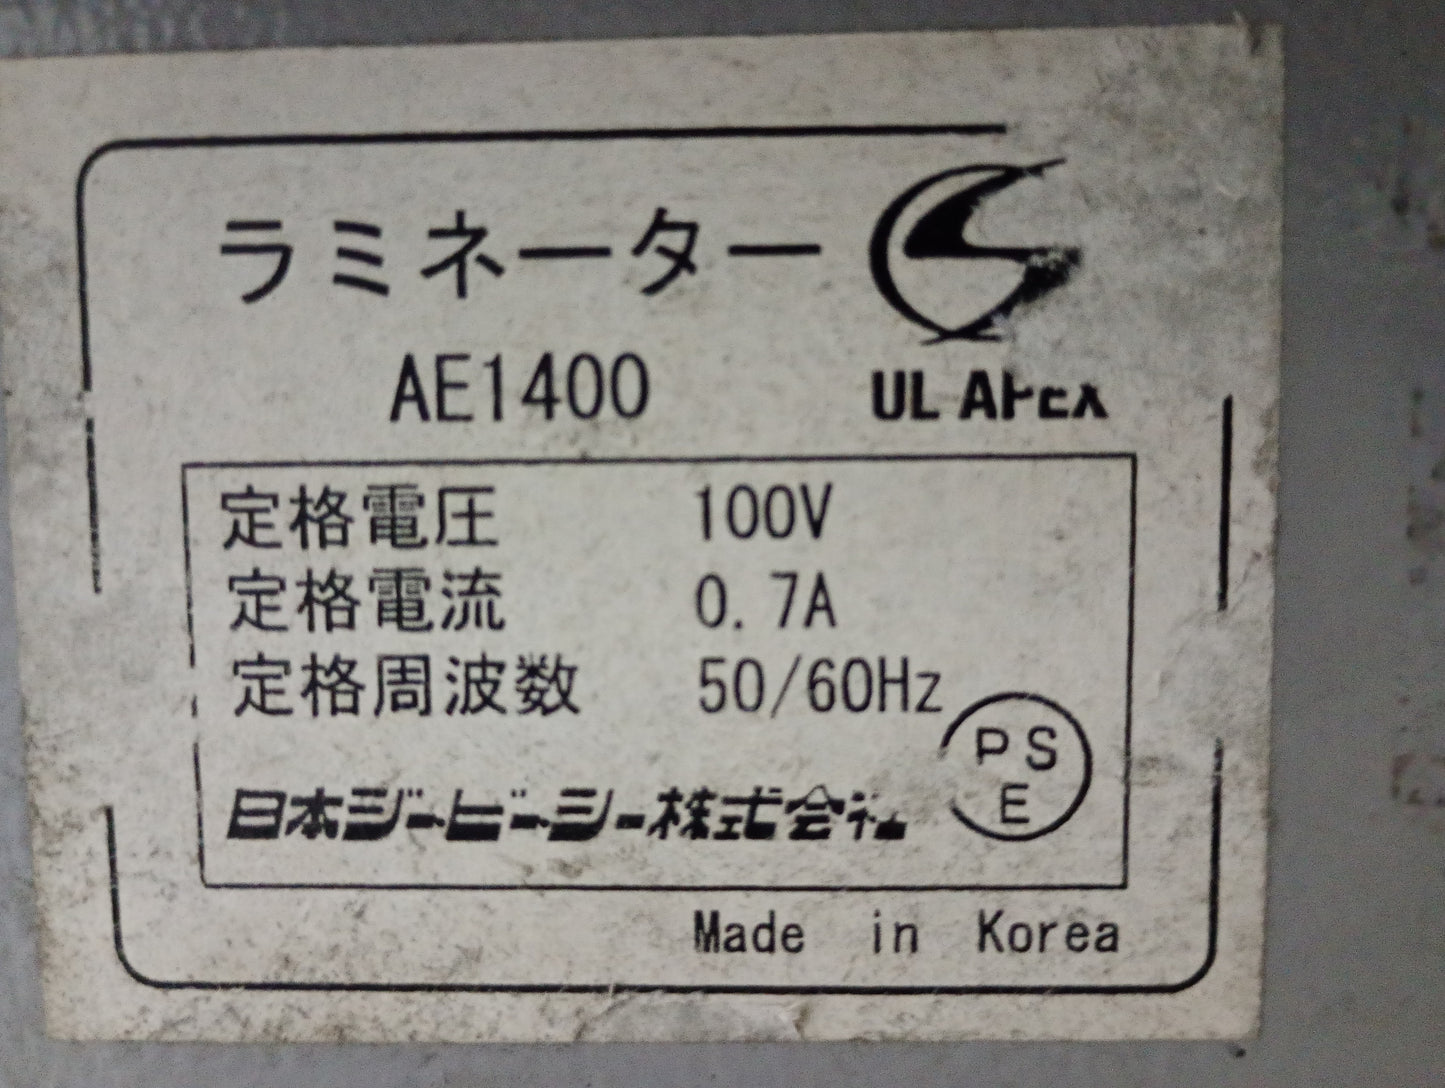 ラミネーター
AE1400
UL APEX
定格電圧 100V
定格電流 0.7A
定格周波数 50/60Hz
PS
E
日本ジービーシー株式会社
Made in Korea